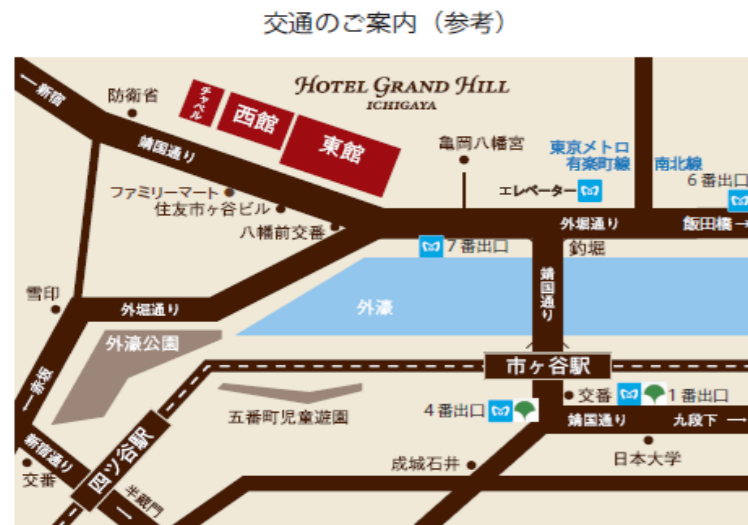 交通のご案内（参考）
←新宿
防衛省
チャペル
西館
東館
HOTEL GRAND HILL
ICHIGAYA
靖国通り
亀岡八幡宮
東京メトロ
有楽町線
南北線
6番出口
エレベーター
ファミリーマート
住友市ヶ谷ビル
八幡前交番
外堀通り
飯田橋→
7番出口
釣堀
靖国通り
雪印
外堀通り
外濠
外濠公園
市ヶ谷駅
←赤坂
五番町児童遊園
4番出口
交番
1番出口
靖国通り
九段下→
新宿通り
四ツ谷駅
成城石井
日本大学
交番
半蔵門
→